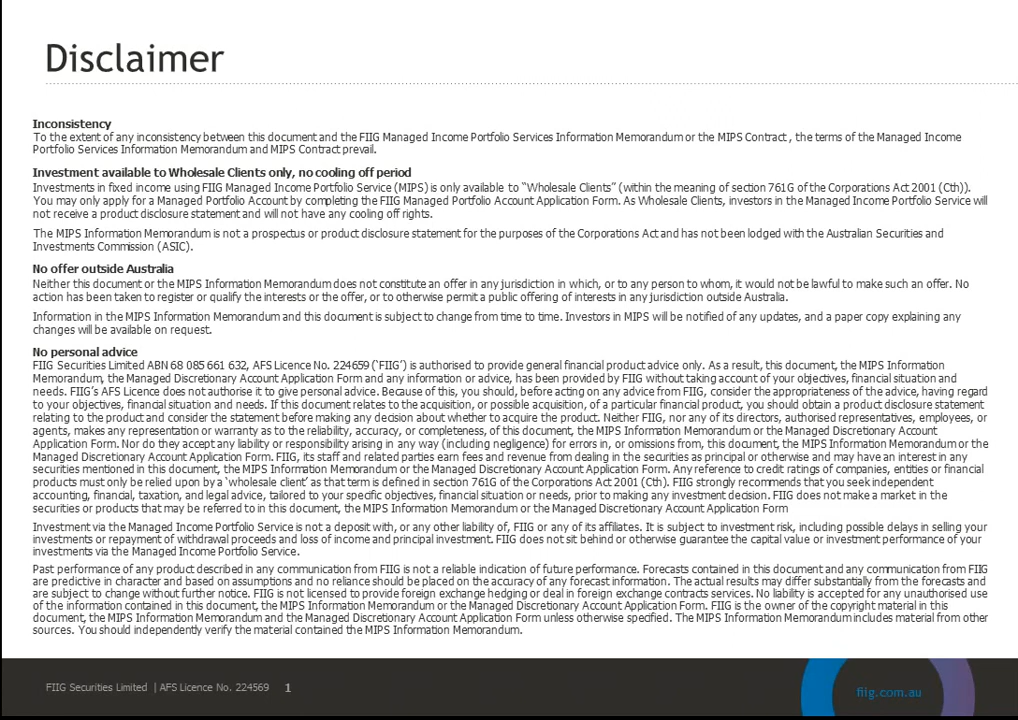 Disclaimer
Inconsistency
To the extent of any inconsistency between this document and the FIIG Managed Income Portfolio Services Information Memorandum or the MIPS Contract , the terms of the Managed Income
Portfolio Services Information Memorandum and MIPS Contract prevail.
Investment available to Wholesale Clients only, no cooling off period
Investments in fixed income using FIIG Managed Income Portfolio Service (MIPS) is only available to "Wholesale Clients" (within the meaning of section 761G of the Corporations Act 2001 (Cth)).
You may only apply for a Managed Portfolio Account by completing the FIIG Managed Portfolio Account Application Form. As Wholesale Clients, investors in the Managed Income Portfolio Service will
not receive a product disclosure statement and will not have any cooling off rights.
The MIPS Information Memorandum is not a prospectus or product disclosure statement for the purposes of the Corporations Act and has not been lodged with the Australian Securities and
Investments Commission (ASIC).
No offer outside Australia
Neither this document or the MIPS Information Memorandum does not constitute an offer in any jurisdiction in which, or to any person to whom, it would not be lawful to make such an offer. No
action has been taken to register or qualify the interests or the offer, or to otherwise permit a public offering of interests in any jurisdiction outside Australia.
Information in the MIPS Information Memorandum and this document is subject to change from time to time. Investors in MIPS will be notified of any updates, and a paper copy explaining any
changes will be available on request.
No personal advice
FIIG Securities Limited ABN 68 085 661 632, AFS Licence No. 224659 ('FIIG') is authorised to provide general financial product advice only. As a result, this document, the MIPS Information
Memorandum, the Managed Discretionary Account Application Form and any information or advice, has been provided by FIIG without taking account of your objectives, financial situation and
needs. FIIG's AFS Licence does not authorise it to give personal advice. Because of this, you should, before acting on any advice from FIIG, consider the appropriateness of the advice, having regard
to your objectives, financial situation and needs. If this document relates to the acquisition, or possible acquisition, of a particular financial product, you should obtain a product disclosure statement
relating to the product and consider the statement before making any decision about whether to acquire the product. Neither FIIG, nor any of its directors, authorised representatives, employees, or
agents, makes any representation or warranty as to the reliability, accuracy, or completeness, of this document, the MIPS Information Memorandum or the Managed Discretionary Account
Application Form. Nor do they accept any liability or responsibility arising in any way (including negligence) for errors in, or omissions from, this document, the MIPS Information Memorandum or the
Managed Discretionary Account Application Form. FIIG, its staff and related parties earn fees and revenue from dealing in the securities as principal or otherwise and may have an interest in any
securities mentioned in this document, the MIPS Information Memorandum or the Managed Discretionary Account Application Form. Any reference to credit ratings of companies, entities or financial
products must only be relied upon by a 'wholesale client' as that term is defined in section 761G of the Corporations Act 2001 (Cth). FIIG strongly recommends that you seek independent
accounting, financial, taxation, and legal advice, tailored to your specific objectives, financial situation or needs, prior to making any investment decision. FIIG does not make a market in the
securities or products that may be referred to in this document, the MIPS Information Memorandum or the Managed Discretionary Account Application Form
Investment via the Managed Income Portfolio Service is not a deposit with, or any other liability of, FIIG or any of its affiliates. It is subject to investment risk, including possible delays in selling your
investments or repayment of withdrawal proceeds and loss of income and principal investment. FIIG does not sit behind or otherwise guarantee the capital value or investment performance of your
investments via the Managed Income Portfolio Service.
Past performance of any product described in any communication from FIIG is not a reliable indication of future performance. Forecasts contained in this document and any communication from FIIG
are predictive in character and based on assumptions and no reliance should be placed on the accuracy of any forecast information. The actual results may differ substantially from the forecasts and
are subject to change without further notice. FIIG is not licensed to provide foreign exchange hedging or deal in foreign exchange contracts services. No liability is accepted for any unauthorised use
of the information contained in this document, the MIPS Information Memorandum or the Managed Discretionary Account Application Form. FIIG is the owner of the copyright material in this
document, the MIPS Information Memorandum and the Managed Discretionary Account Application Form unless otherwise specified. The MIPS Information Memorandum includes material from other
sources. You should independently verify the material contained the MIPS Information Memorandum.
FIIG Securities Limited | AFS Licence No. 224569 1
fiig.com.au